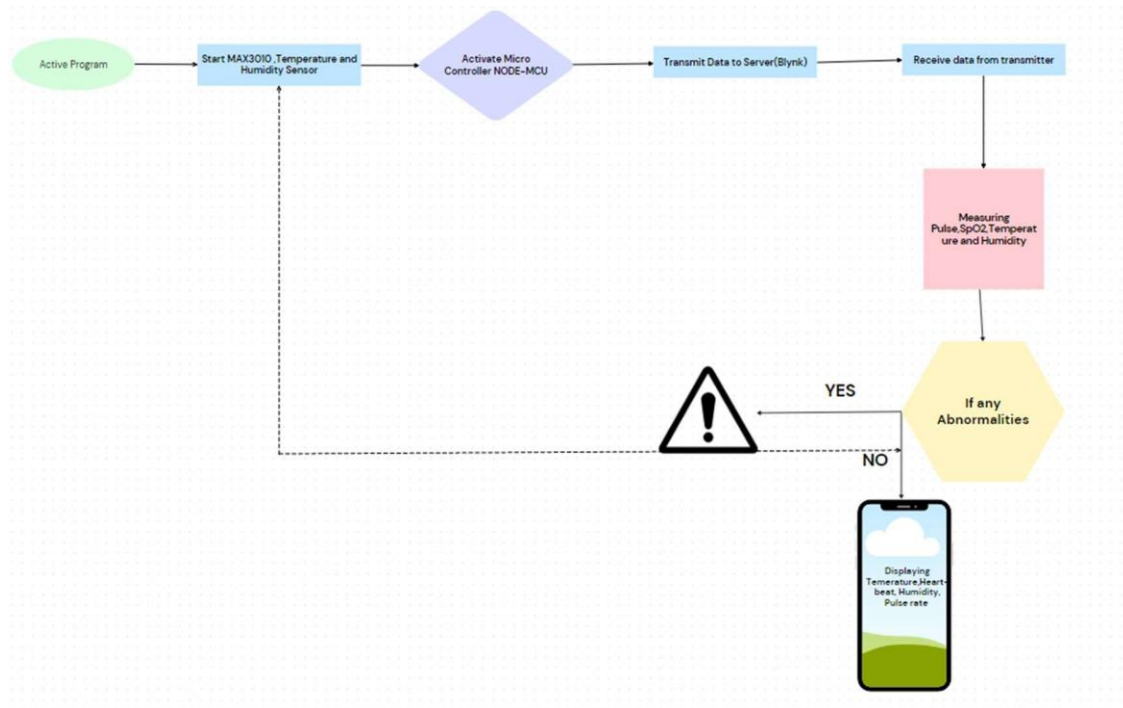 Active Program
Start MAX3010 ,Temperature and
Humidity Sensor
Activate Micro
Controller NODE-MCU
Transmit Data to Server(Blynk)
Receive data from transmitter
Measuring
Pulse,SpO2,Temperat
ure and Humidity
If any
Abnormalities
YES
NO
Displaying
Temerature,Heart-
beat, Humidity,
Pulse rate